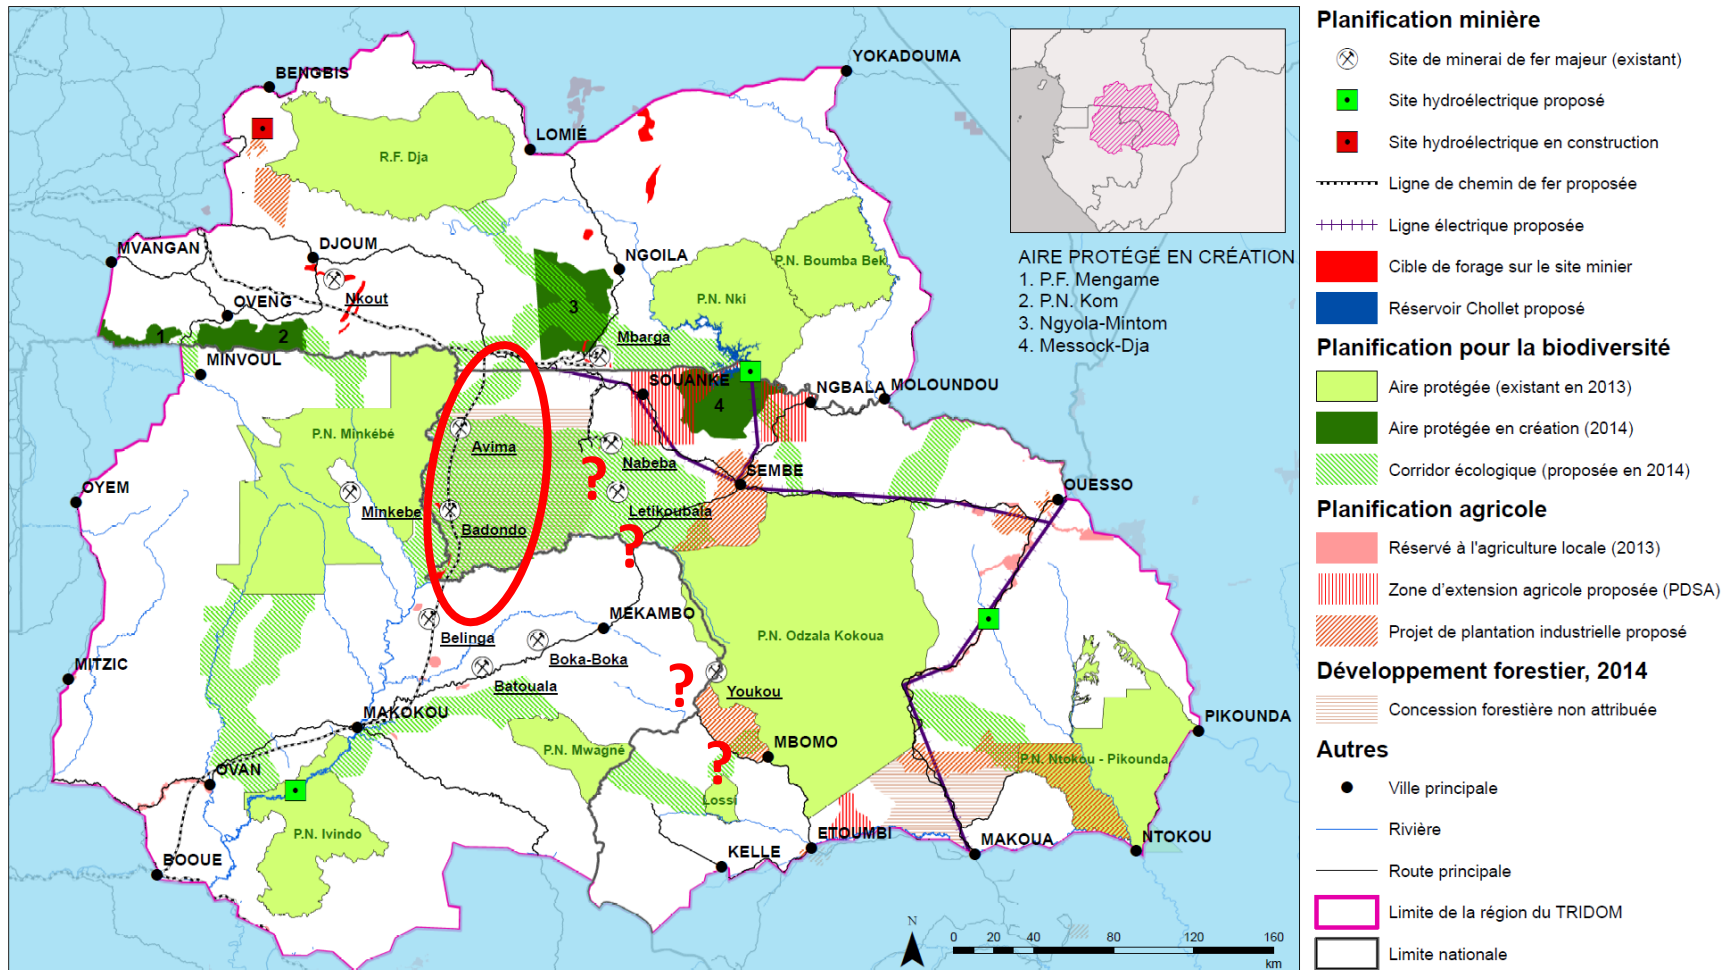 YOKADOUMA
BENGBIS
LOMIÉ
R.F. Dja
MVANGAN
DJOUM
NGOILA
P.N. Boumba Bek
Nkout
OVENG
P.N. Nki
3
1
2
Mbarga
MINVOUL
SOUANKE
NGBALA
MOLOUNDOU
4
P.N. Minkébé
Avima
Nabeba
?
SEMBE
OYEM
Minkebe
Letikoubala
OUESSO
Badondo
?
MEKAMBO
Belinga
P.N. Odzala Kokoua
MITZIC
Boka-Boka
?
Batouala
Youkou
MAKOKOU
PIKOUNDA
P.N. Mwagné
MBOMO
?
P.N. Ntokou - Pikounda
OVAN
Lossi
P.N. Ivindo
ETOUMBI
MAKOUA
NTOKOU
BOOUE
KELLE
AIRE PROTÉGÉ EN CRÉATION
1. P.F. Mengame
2. P.N. Kom
3. Ngyola-Mintom
4. Messock-Dja
N
0 20 40 80 120 160
km
Planification minière
Site de minerai de fer majeur (existant)
Site hydroélectrique proposé
Site hydroélectrique en construction
Ligne de chemin de fer proposée
Ligne électrique proposée
Cible de forage sur le site minier
Réservoir Chollet proposé
Planification pour la biodiversité
Aire protégée (existant en 2013)
Aire protégée en création (2014)
Corridor écologique (proposée en 2014)
Planification agricole
Réservé à l'agriculture locale (2013)
Zone d'extension agricole proposée (PDSA)
Projet de plantation industrielle proposé
Développement forestier, 2014
Concession forestière non attribuée
Autres
Ville principale
Rivière
Route principale
Limite de la région du TRIDOM
Limite nationale